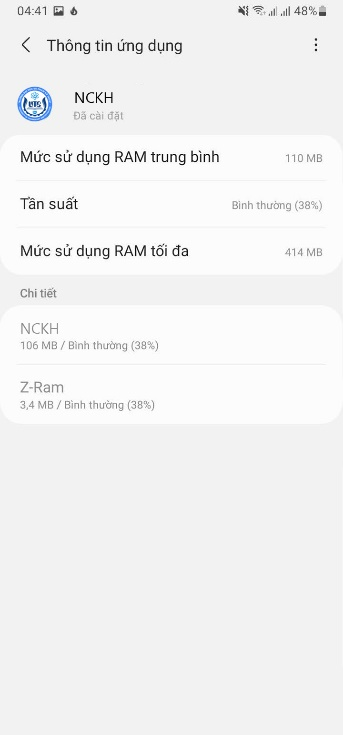 04:41 48%
Thông tin ứng dụng
NCKH
Đã cài đặt
Mức sử dụng RAM trung bình 110 MB
Tần suất Bình thường (38%)
Mức sử dụng RAM tối đa 414 MB
Chi tiết
NCKH
106 MB / Bình thường (38%)
Z-Ram
3,4 MB / Bình thường (38%)